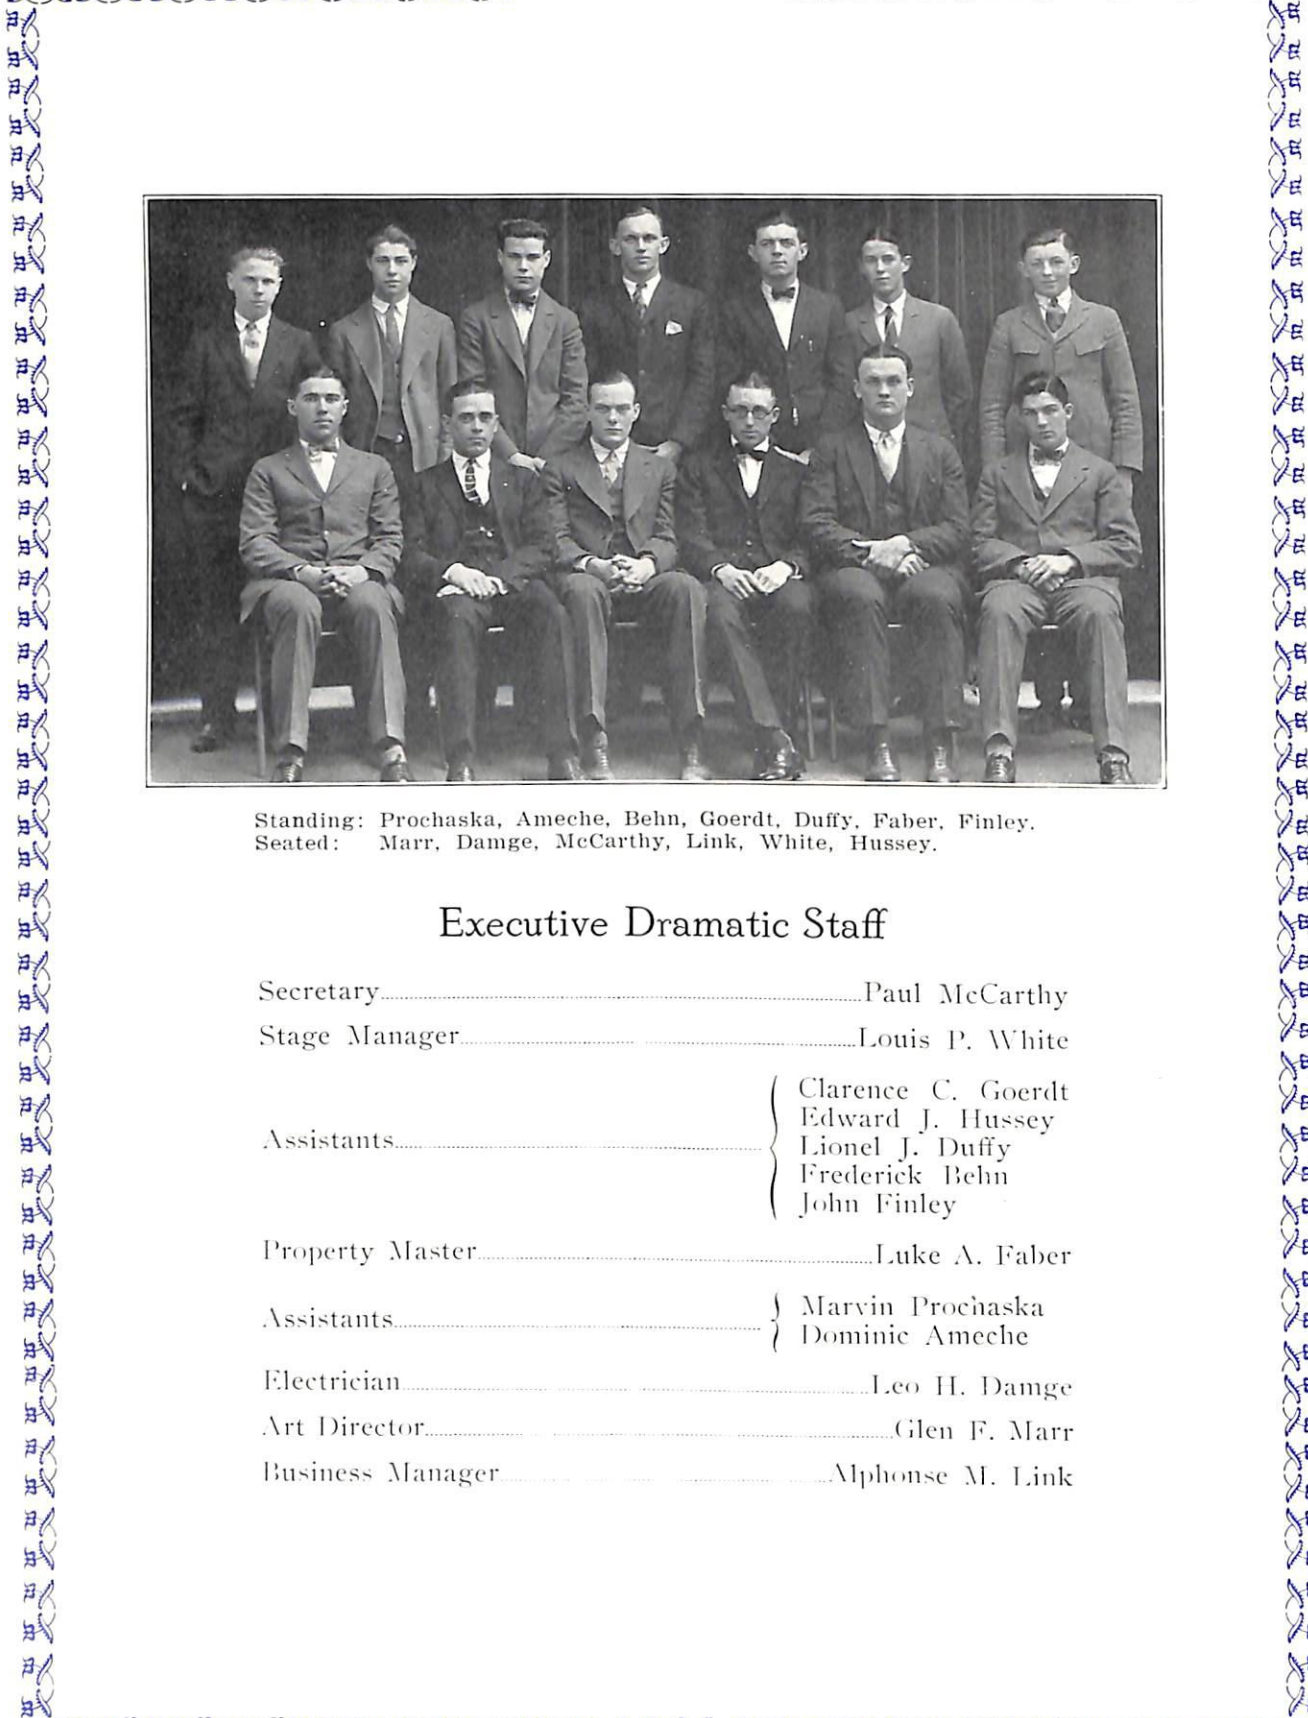 Standing: Prochaska, Ameche, Behn, Goerdt, Duffy, Faber, Finley.
Seated: Marr, Damge, McCarthy, Link, White, Hussey.
Executive Dramatic Staff
Secretary Paul McCarthy
Stage Manager Louis P. White
Assistants
Clarence C. Goerdt
Edward J. Hussey
Lionel J. Duffy
Frederick Behn
John Finley
Property Master Luke A. Faber
Assistants
Marvin Prochaska
Dominic Ameche
Electrician Leo H. Damge
Art Director Glen F. Marr
Business Manager Alphonse M. Link